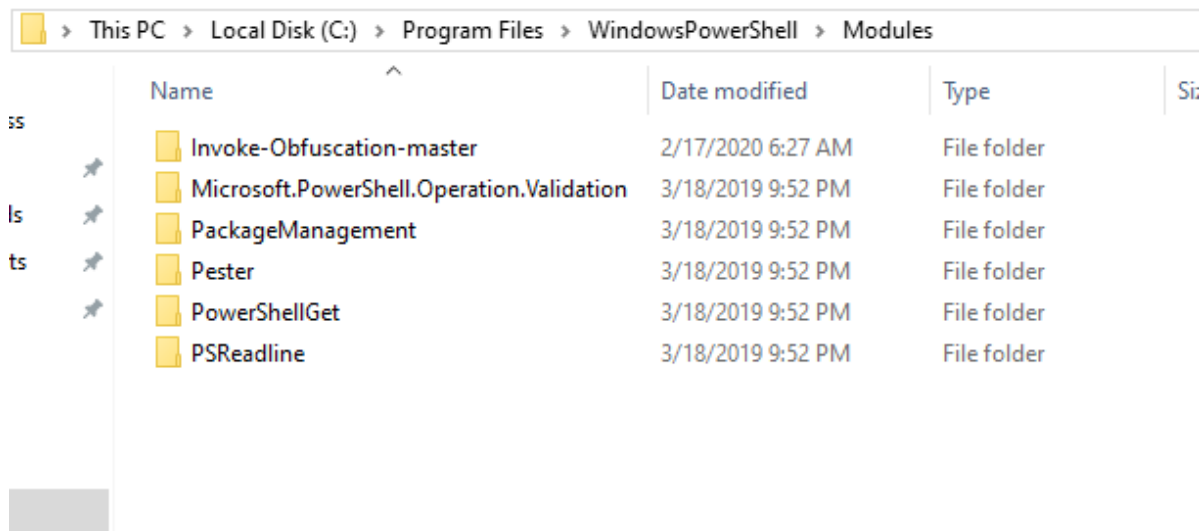 This PC > Local Disk (C:) > Program Files > WindowsPowerShell > Modules
Name Date modified Type
Invoke-Obfuscation-master 2/17/2020 6:27 AM File folder
Microsoft.PowerShell.Operation.Validation 3/18/2019 9:52 PM File folder
PackageManagement 3/18/2019 9:52 PM File folder
Pester 3/18/2019 9:52 PM File folder
PowerShellGet 3/18/2019 9:52 PM File folder
PSReadline 3/18/2019 9:52 PM File folder